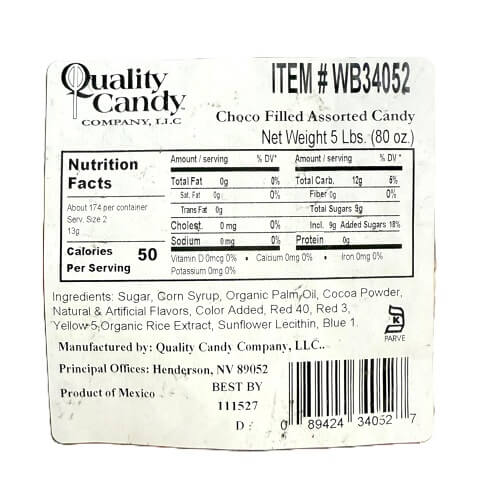 Quality
Candy
COMPANY, LLC
ITEM # WB34052
Choco Filled Assorted Candy
Net Weight 5 Lbs. (80 oz.)
Nutrition
Facts
About 174 per container
Serv. Size 2
13g
Calories 50
Per Serving
Amount / serving % DV*
Total Fat 0g 0%
Sat. Fat 0g 0%
Trans Fat 0g
Cholest. 0 mg 0%
Sodium 0 mg 0%
Amount / serving % DV*
Total Carb. 12g 5%
Fiber 0g 0%
Total Sugars 9g
Incl. 9g Added Sugars 18%
Protein 0g
Vitamin D 0mcg 0% • Calcium 0mg 0% • Iron 0mg 0%
Potassium 0mg 0%
Ingredients: Sugar, Corn Syrup, Organic Palm Oil, Cocoa Powder,
Natural & Artificial Flavors, Color Added, Red 40, Red 3,
Yellow 5,Organic Rice Extract, Sunflower Lecithin, Blue 1.
K
PARVE
Manufactured by: Quality Candy Company, LLC..
Principal Offices: Henderson, NV 89052
Product of Mexico
BEST BY
111527
D :
0 89424 34052 7